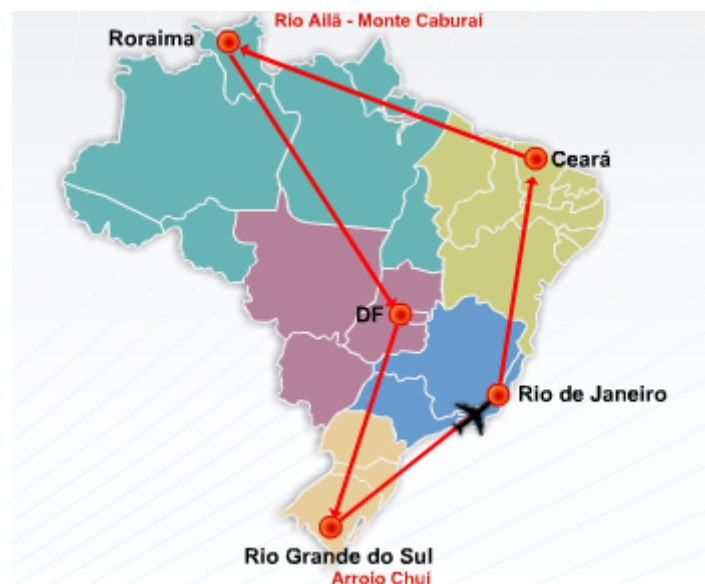 Rio Ailã - Monte Caburaí
Roraima
Ceará
DF
Rio de Janeiro
Rio Grande do Sul
Arroio Chuí